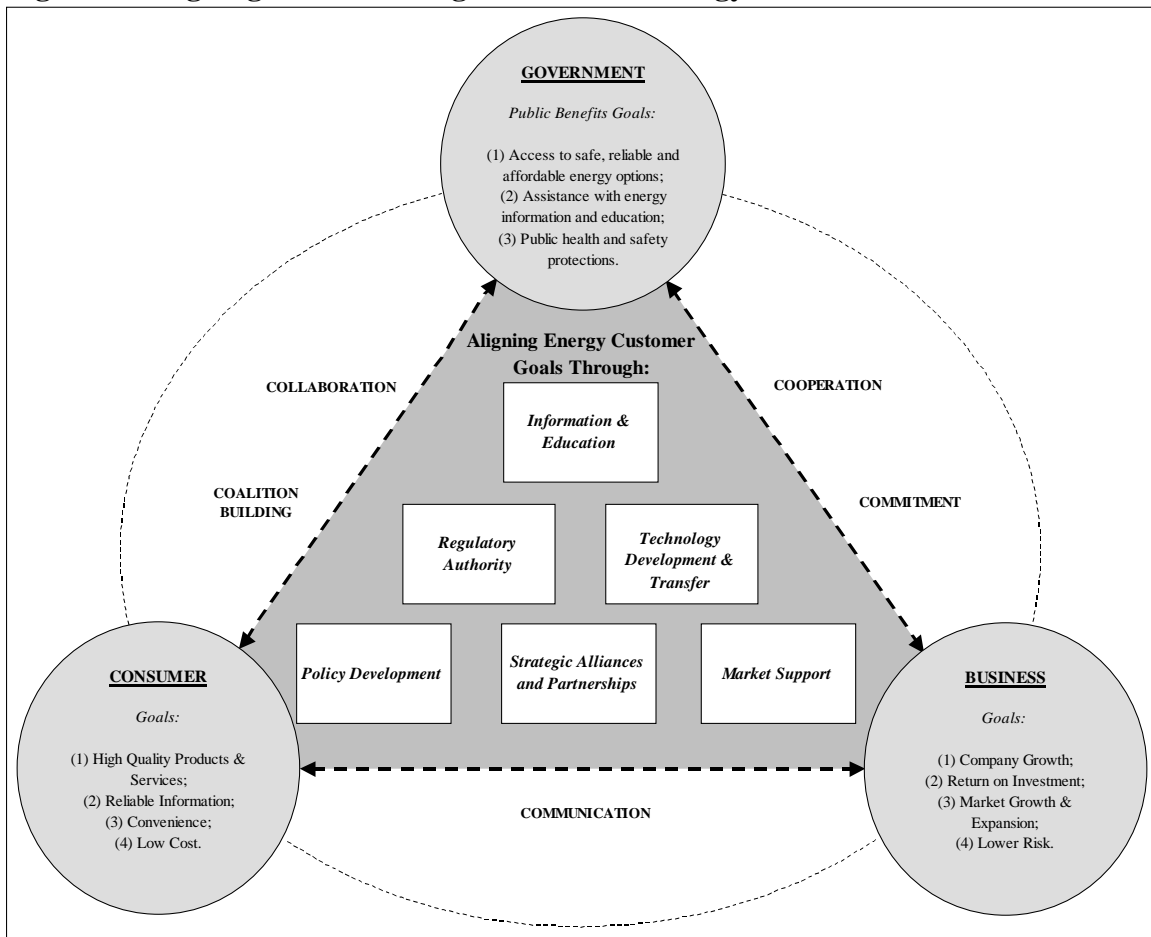 GOVERNMENT
Public Benefits Goals:
(1) Access to safe, reliable and
affordable energy options;
(2) Assistance with energy
information and education;
(3) Public health and safety
protections.
Aligning Energy Customer
Goals Through:
COLLABORATION
COOPERATION
Information &
Education
COALITION
BUILDING
COMMITMENT
Regulatory
Authority
Technology
Development &
Transfer
Policy Development
Strategic Alliances
and Partnerships
Market Support
CONSUMER
Goals:
(1) High Quality Products &
Services;
(2) Reliable Information;
(3) Convenience;
(4) Low Cost.
BUSINESS
Goals:
(1) Company Growth;
(2) Return on Investment;
(3) Market Growth &
Expansion;
(4) Lower Risk.
COMMUNICATION